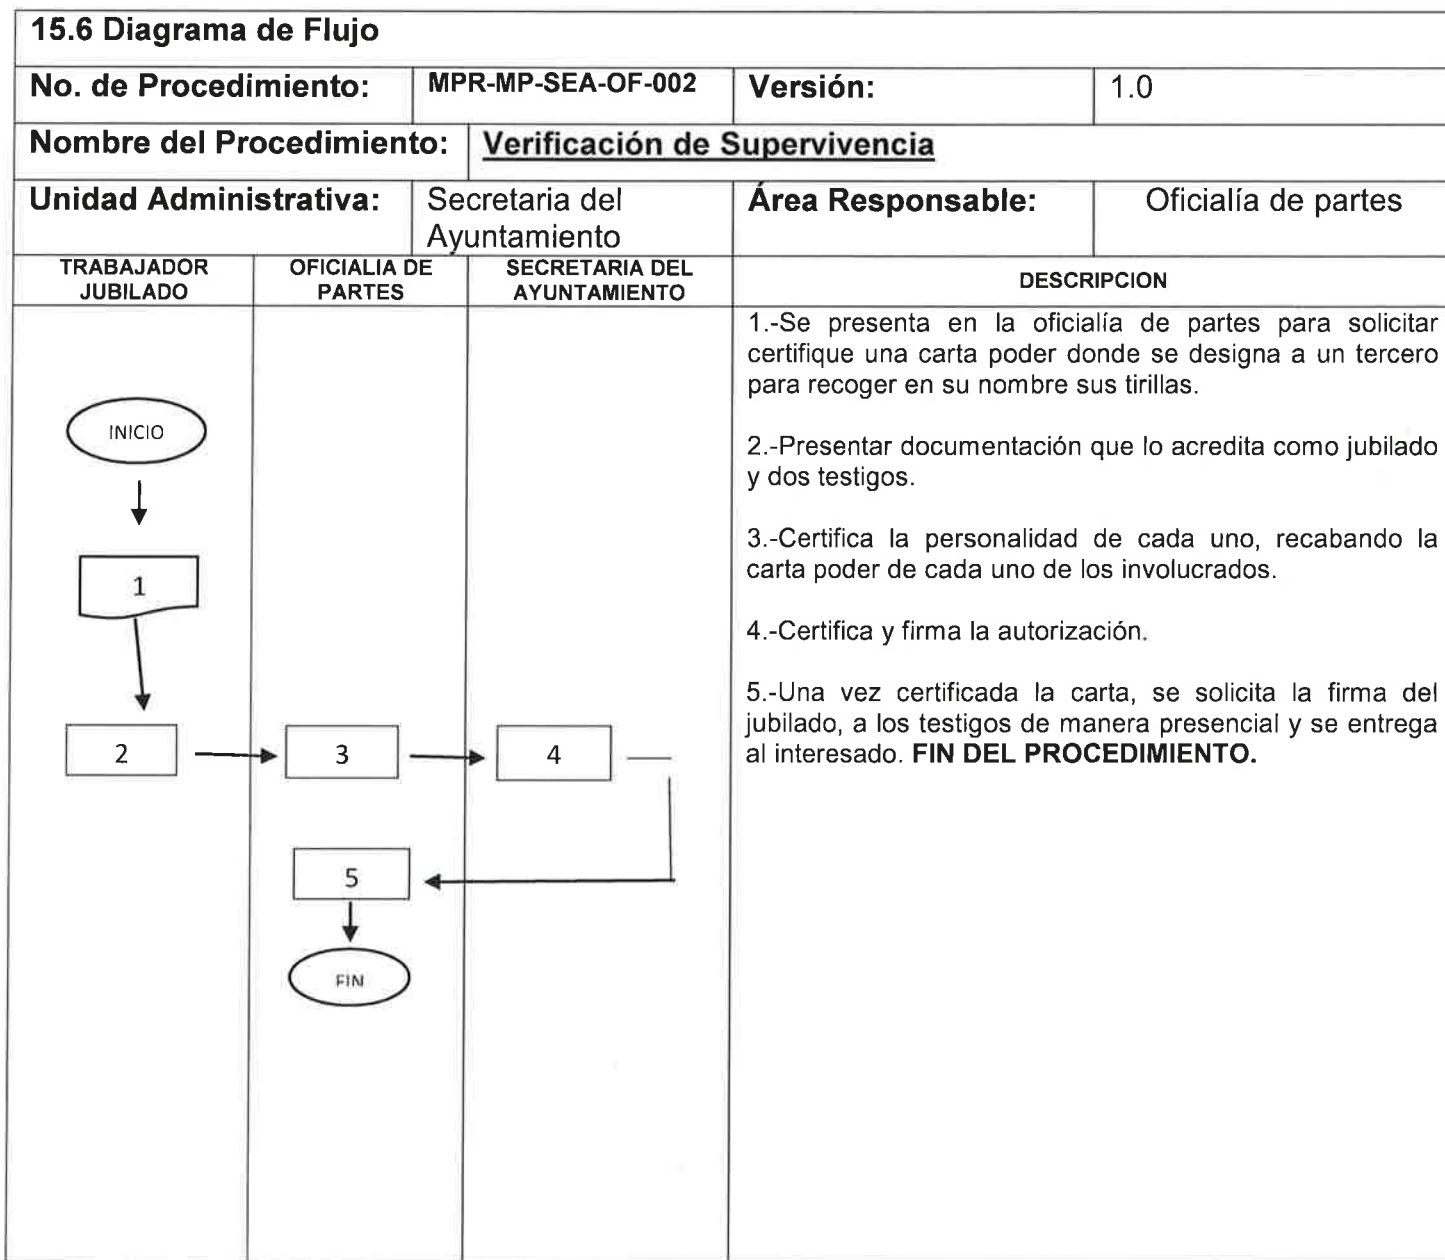 15.6 Diagrama de Flujo
No. de Procedimiento:
MPR-MP-SEA-OF-002
Versión:
1.0
Nombre del Procedimiento:
Verificación de Supervivencia
Unidad Administrativa:
Secretaria del
Ayuntamiento
Área Responsable:
Oficialía de partes
TRABAJADOR
JUBILADO
OFICIALIA DE
PARTES
SECRETARIA DEL
AYUNTAMIENTO
DESCRIPCION
INICIO
1
2
3
4
5
FIN
1.-Se presenta en la oficialía de partes para solicitar
certifique una carta poder donde se designa a un tercero
para recoger en su nombre sus tirillas.
2.-Presentar documentación que lo acredita como jubilado
y dos testigos.
3.-Certifica la personalidad de cada uno, recabando la
carta poder de cada uno de los involucrados.
4.-Certifica y firma la autorización.
5.-Una vez certificada la carta, se solicita la firma del
jubilado, a los testigos de manera presencial y se entrega
al interesado. FIN DEL PROCEDIMIENTO.